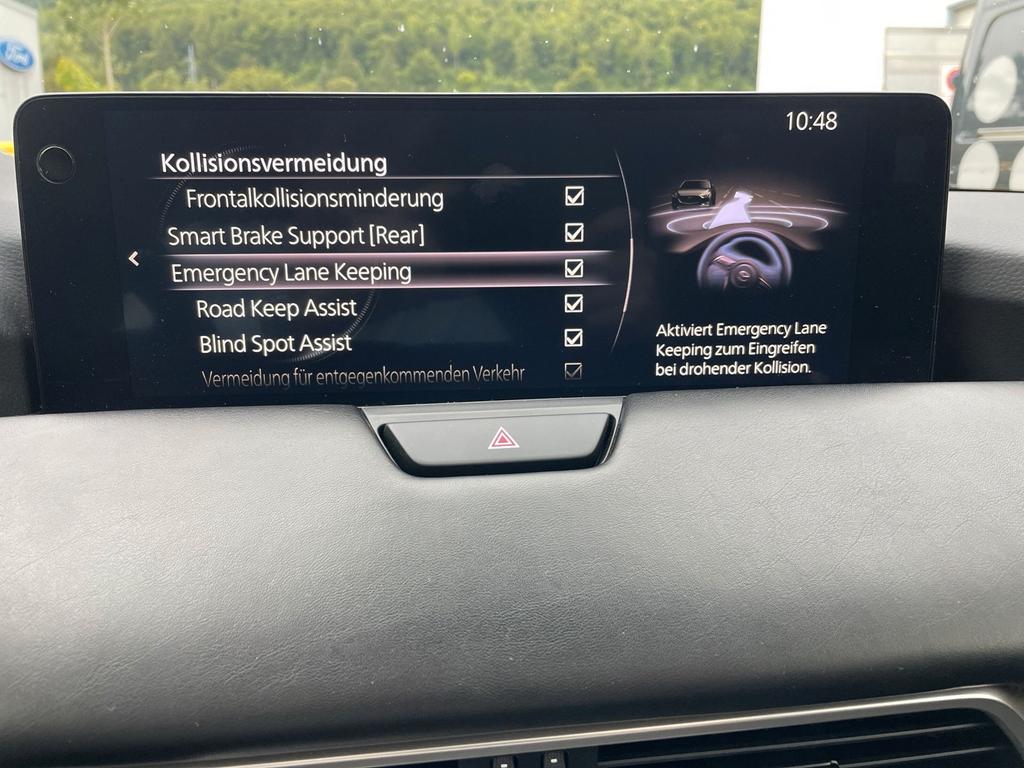 Ford
10:48
Kollisionsvermeidung
Frontalkollisionsminderung
Smart Brake Support [Rear]
Emergency Lane Keeping
Road Keep Assist
Blind Spot Assist
Vermeidung für entgegenkommenden Verkehr
Aktiviert Emergency Lane
Keeping zum Eingreifen
bei drohender Kollision.